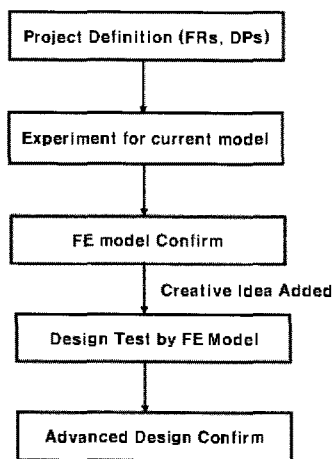 Project Definition (FRs, DPs)
Experiment for current model
FE model Confirm
Creative Idea Added
Design Test by FE Model
Advanced Design Confirm